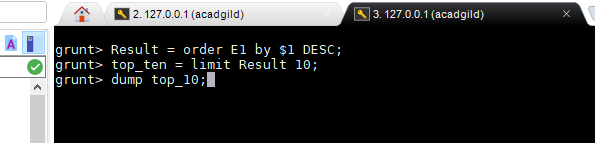 2. 127.0.0.1 (acadgild)
3. 127.0.0.1 (acadgild)
A
grunt> Result = order E1 by $1 DESC;
grunt> top_ten = limit Result 10;
grunt> dump top_10;